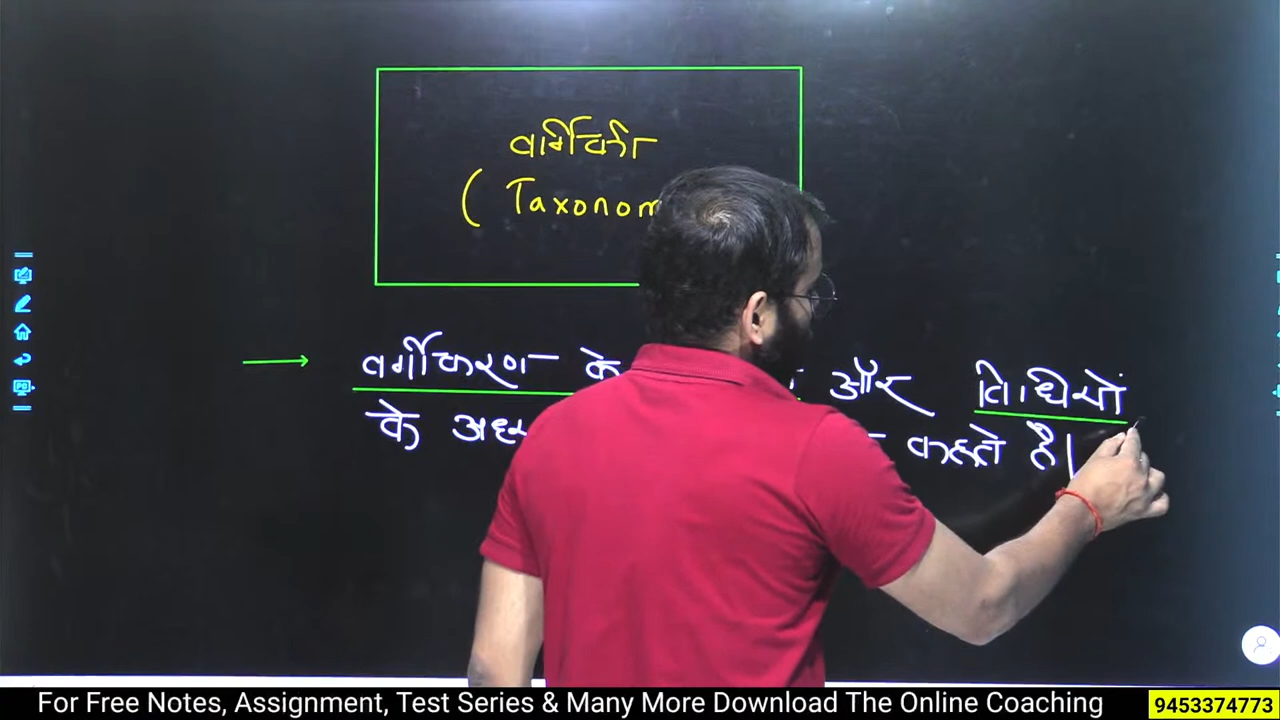 वर्गिकी
( Taxonom
वर्गीकरण के और विधियों
के कहते है।
For Free Notes, Assignment, Test Series & Many More Download The Online Coaching
9453374773